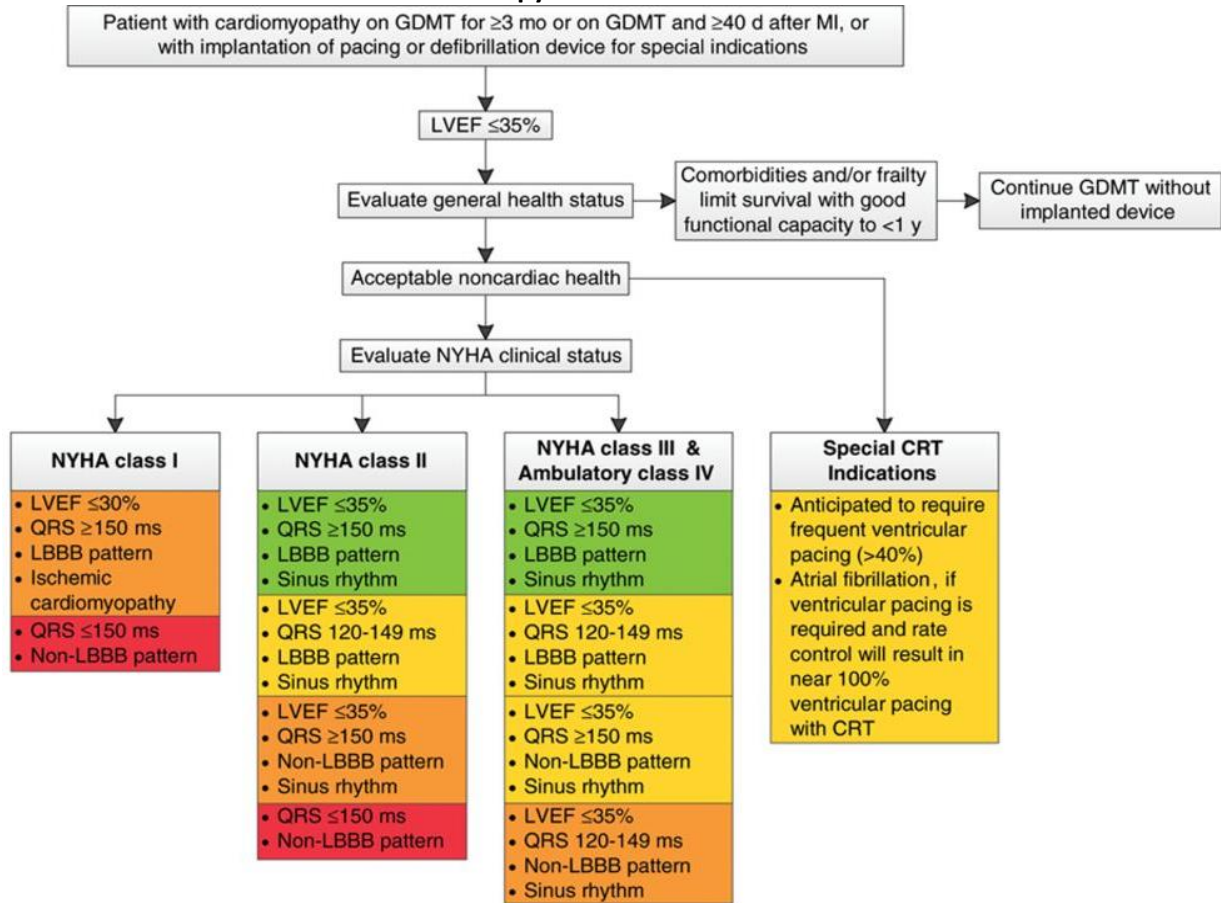 Patient with cardiomyopathy on GDMT for ≥3 mo or on GDMT and ≥40 d after MI, or
with implantation of pacing or defibrillation device for special indications
LVEF ≤35%
Evaluate general health status
Comorbidities and/or frailty
limit survival with good
functional capacity to <1 y
Continue GDMT without
implanted device
Acceptable noncardiac health
Evaluate NYHA clinical status
NYHA class I
• LVEF ≤30%
• QRS ≥150 ms
• LBBB pattern
• Ischemic
cardiomyopathy
• QRS ≤150 ms
• Non-LBBB pattern
NYHA class II
• LVEF ≤35%
• QRS ≥150 ms
• LBBB pattern
• Sinus rhythm
• LVEF ≤35%
• QRS 120-149 ms
• LBBB pattern
• Sinus rhythm
• LVEF ≤35%
• QRS ≥150 ms
• Non-LBBB pattern
• Sinus rhythm
• QRS ≤150 ms
• Non-LBBB pattern
NYHA class III &
Ambulatory class IV
• LVEF ≤35%
• QRS ≥150 ms
• LBBB pattern
• Sinus rhythm
• LVEF ≤35%
• QRS 120-149 ms
• LBBB pattern
• Sinus rhythm
• LVEF ≤35%
• QRS ≥150 ms
• Non-LBBB pattern
• Sinus rhythm
• LVEF ≤35%
• QRS 120-149 ms
• Non-LBBB pattern
• Sinus rhythm
Special CRT
Indications
• Anticipated to require
frequent ventricular
pacing (>40%)
• Atrial fibrillation, if
ventricular pacing is
required and rate
control will result in
near 100%
ventricular pacing
with CRT